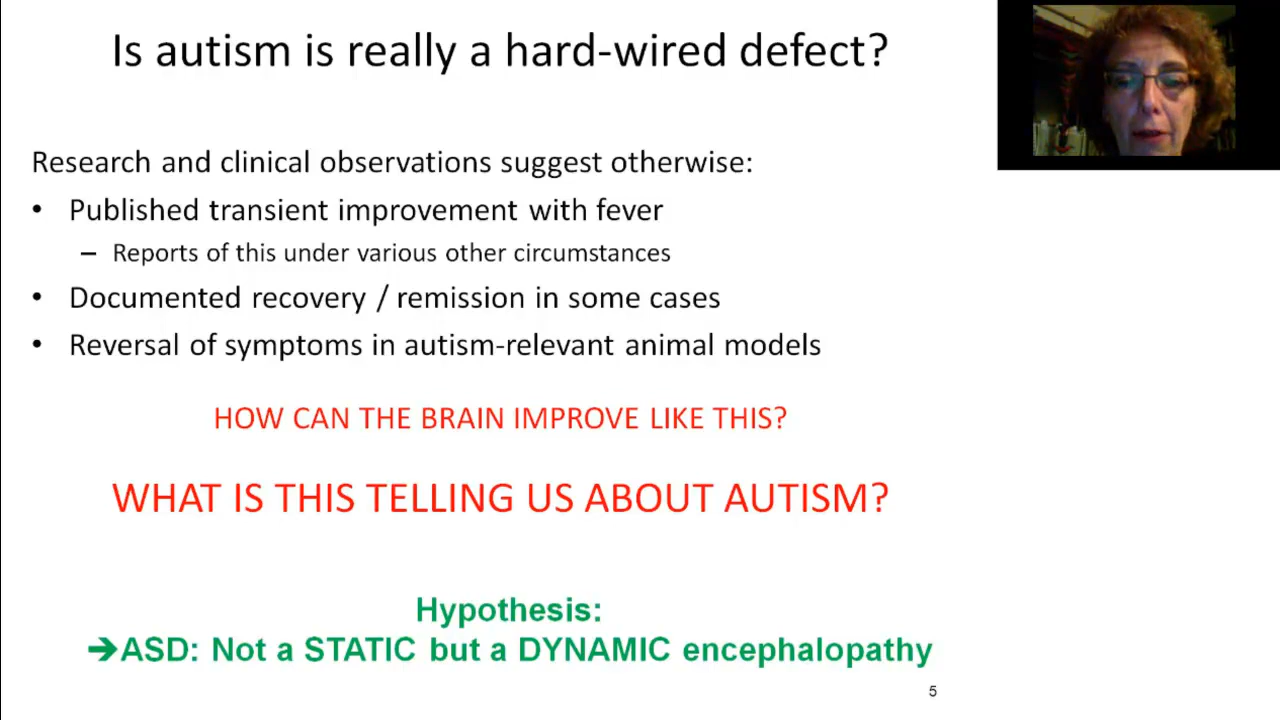 Is autism is really a hard-wired defect?
Research and clinical observations suggest otherwise:
• Published transient improvement with fever
– Reports of this under various other circumstances
• Documented recovery / remission in some cases
• Reversal of symptoms in autism-relevant animal models
HOW CAN THE BRAIN IMPROVE LIKE THIS?
WHAT IS THIS TELLING US ABOUT AUTISM?
Hypothesis:
➔ASD: Not a STATIC but a DYNAMIC encephalopathy
5